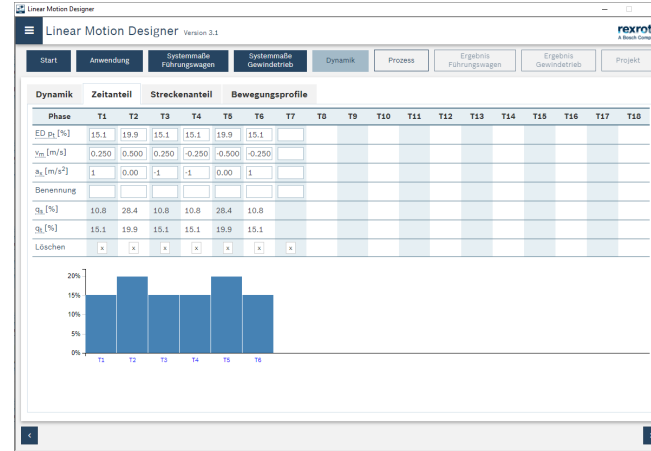 Linear Motion Designer
Linear Motion Designer Version 3.1
rexrot
A Bosch Comp
Start Anwendung Systemmaße Führungswagen Systemmaße Gewindetrieb Dynamik Prozess Ergebnis Führungswagen Ergebnis Gewindetrieb Projekt
Dynamik Zeitanteil Streckenanteil Bewegungsprofile
Phase T1 T2 T3 T4 T5 T6 T7 T8 T9 T10 T11 T12 T13 T14 T15 T16 T17 T18
ED pt [%] 15.1 19.9 15.1 15.1 19.9 15.1
vm [m/s] 0.250 0.500 0.250 -0.250 -0.500 -0.250
as [m/s²] 1 0.00 -1 -1 0.00 1
Benennung
qs [%] 10.8 28.4 10.8 10.8 28.4 10.8
qt [%] 15.1 19.9 15.1 15.1 19.9 15.1
Löschen x x x x x x x
20%
15%
10%
5%
0%
T1 T2 T3 T4 T5 T6